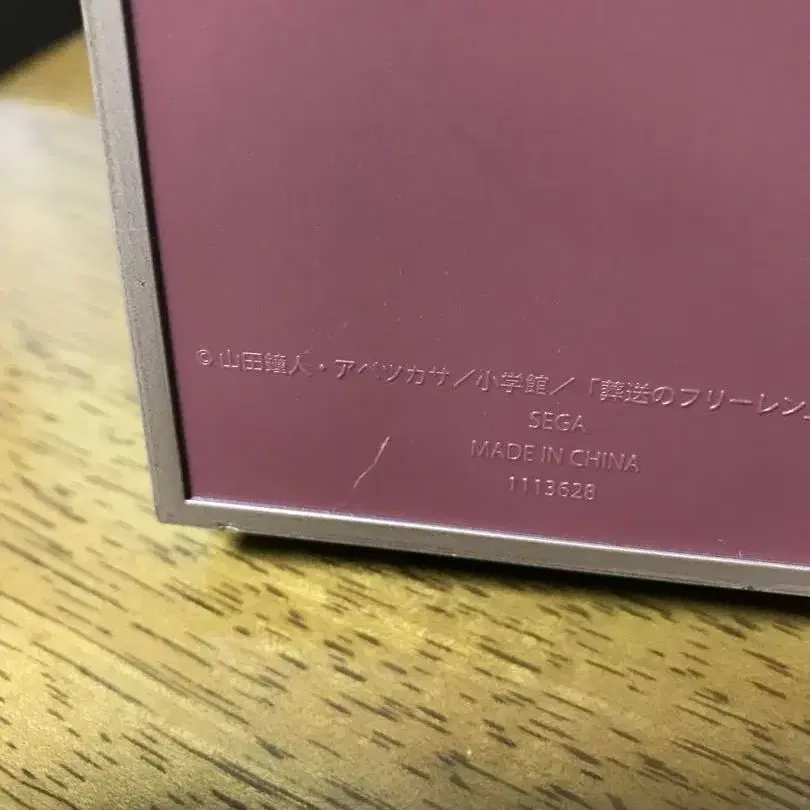 © 山田鐘人・アベツカサ／小学館／「葬送のフリーレン」
SEGA
MADE IN CHINA
1113628